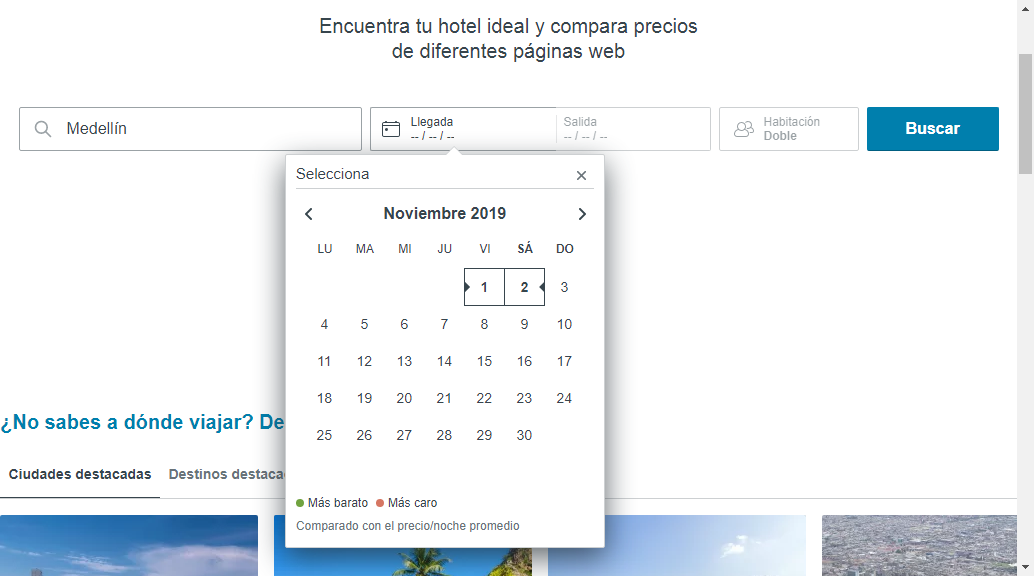 Encuentra tu hotel ideal y compara precios
de diferentes páginas web
Medellín
Llegada
-- / -- / --
Salida
-- / -- / --
Habitación
Doble
Buscar
Selecciona
Noviembre 2019
LU MA MI JU VI SÁ DO
1 2 3
4 5 6 7 8 9 10
11 12 13 14 15 16 17
18 19 20 21 22 23 24
25 26 27 28 29 30
Más barato Más caro
Comparado con el precio/noche promedio
¿No sabes a dónde viajar? De
Ciudades destacadas Destinos destaca